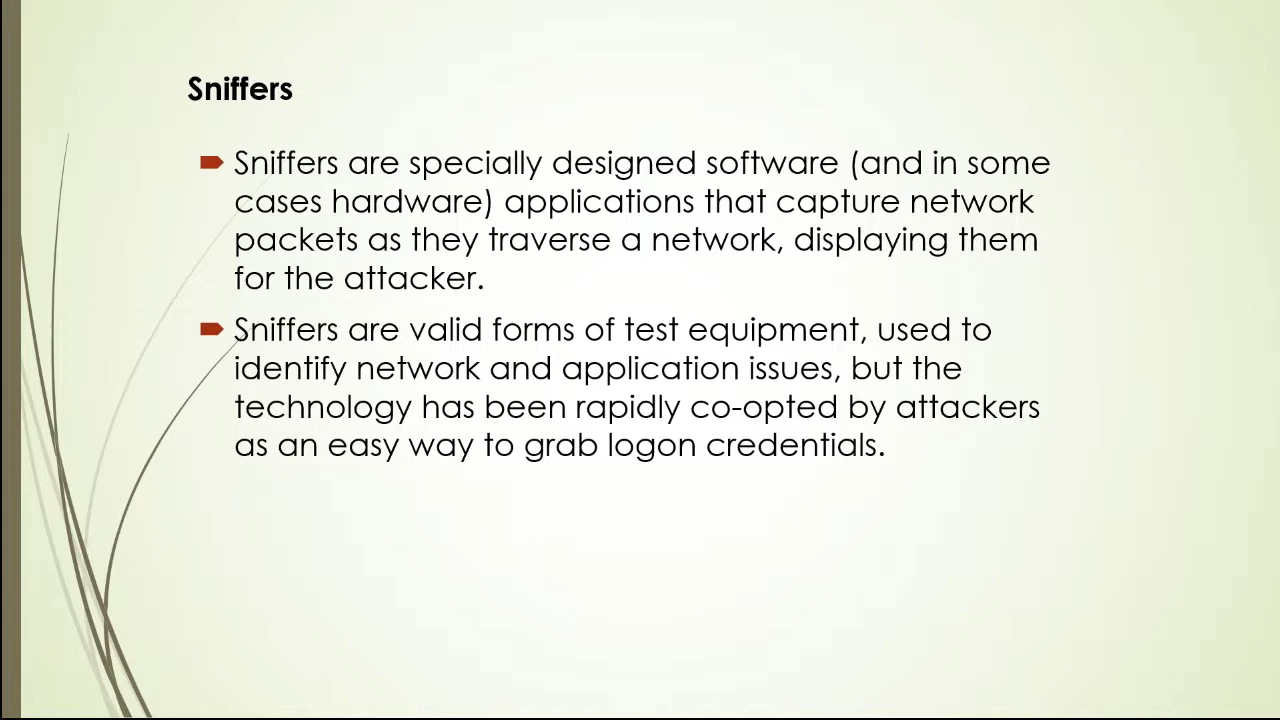 Sniffers
Sniffers are specially designed software (and in some
cases hardware) applications that capture network
packets as they traverse a network, displaying them
for the attacker.
Sniffers are valid forms of test equipment, used to
identify network and application issues, but the
technology has been rapidly co-opted by attackers
as an easy way to grab logon credentials.